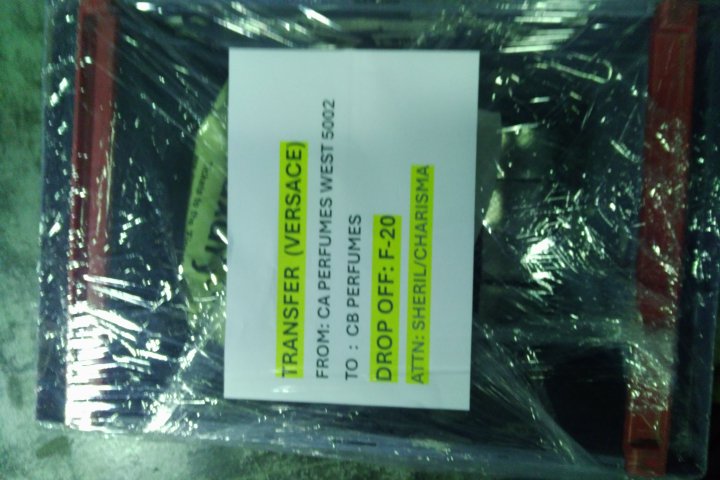 TRANSFER (VERSACE)
FROM: CA PERFUMES WEST 5002
TO : CB PERFUMES
DROP OFF: F-20
ATTN: SHERIL/CHARISMA